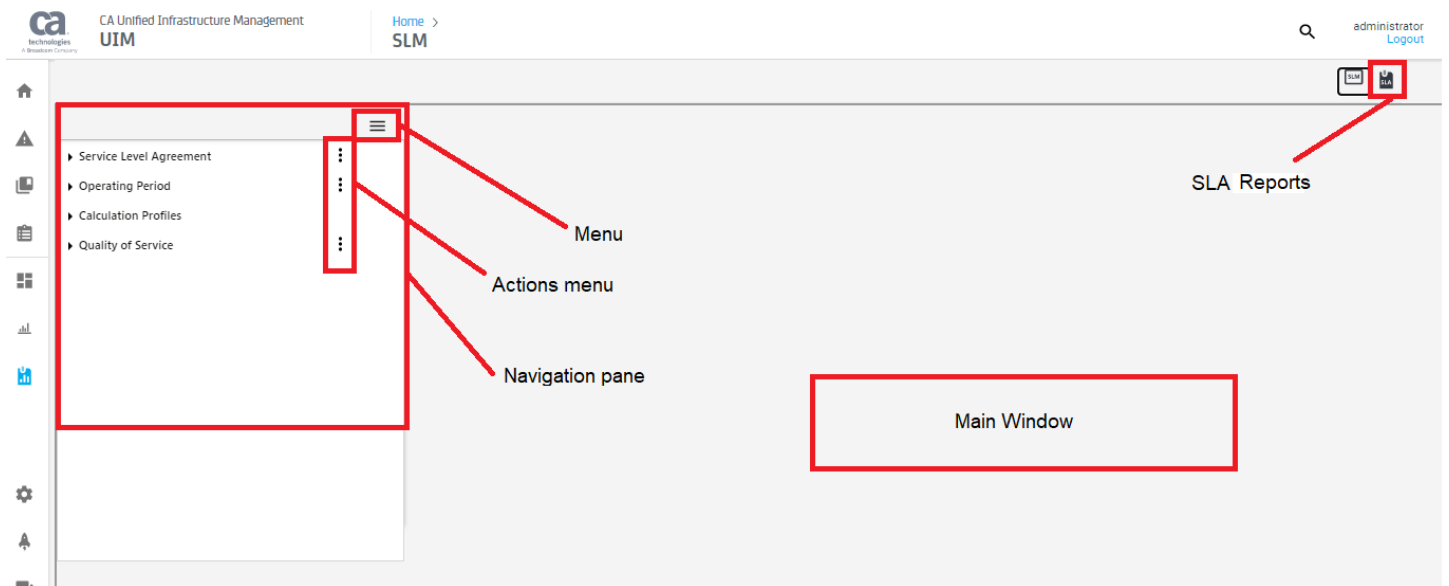 ca
technologies
A Broadcom Company
CA Unified Infrastructure Management
UIM
Home >
SLM
administrator
Logout
SLM
SLA
Service Level Agreement
Operating Period
Calculation Profiles
Quality of Service
SLA Reports
Menu
Actions menu
Navigation pane
Main Window